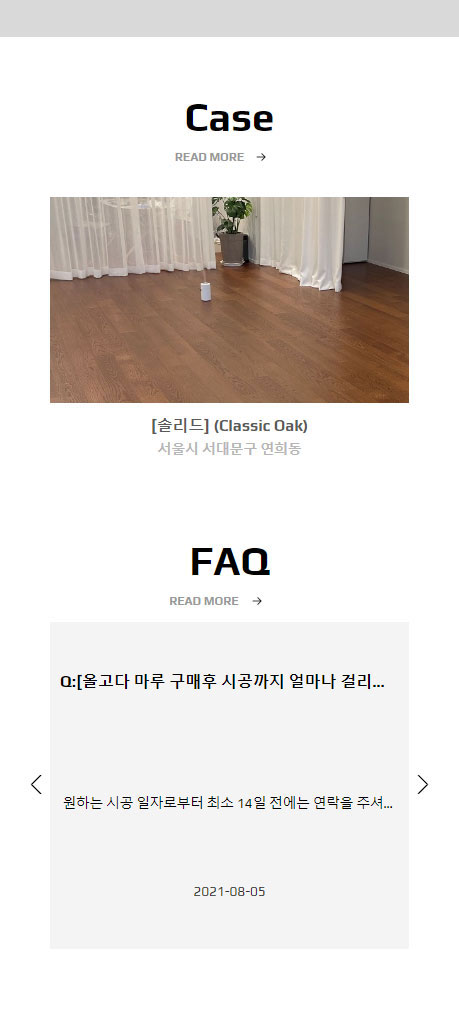 Case
READ MORE
[솔리드] (Classic Oak)
서울시 서대문구 연희동
FAQ
READ MORE
Q:[올고다 마루 구매후 시공까지 얼마나 걸리...
원하는 시공 일자로부터 최소 14일 전에는 연락을 주셔...
2021-08-05